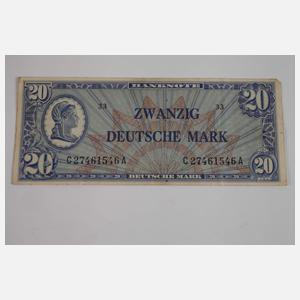 20 BANKNOTE 20
33 33
ZWANZIG
DEUTSCHE MARK
C27461546A C27461546A
20 DEUTSCHE MARK 20